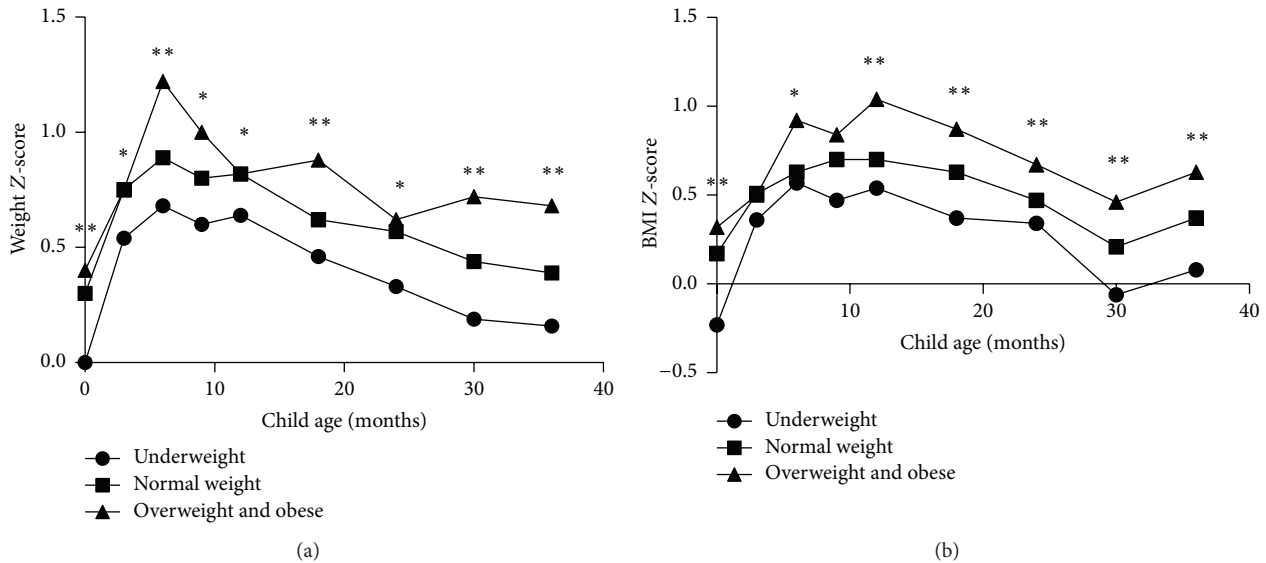 1.5
1.0
0.5
0.0
Weight Z-score
**
*
**
*
*
**
*
**
**
0
10
20
30
40
Child age (months)
Underweight
Normal weight
Overweight and obese
(a)
1.5
1.0
0.5
0.0
−0.5
BMI Z-score
**
*
**
**
**
**
**
10
20
30
40
Child age (months)
Underweight
Normal weight
Overweight and obese
(b)